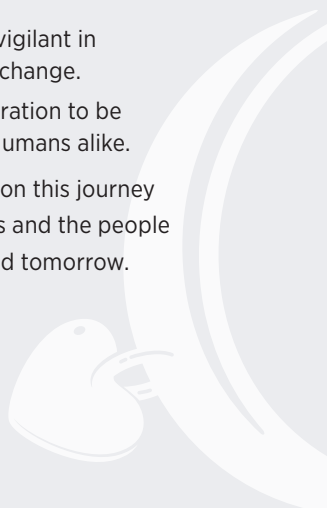 vigilant in
change.
ration to be
umans alike.
on this journey
s and the people
d tomorrow.